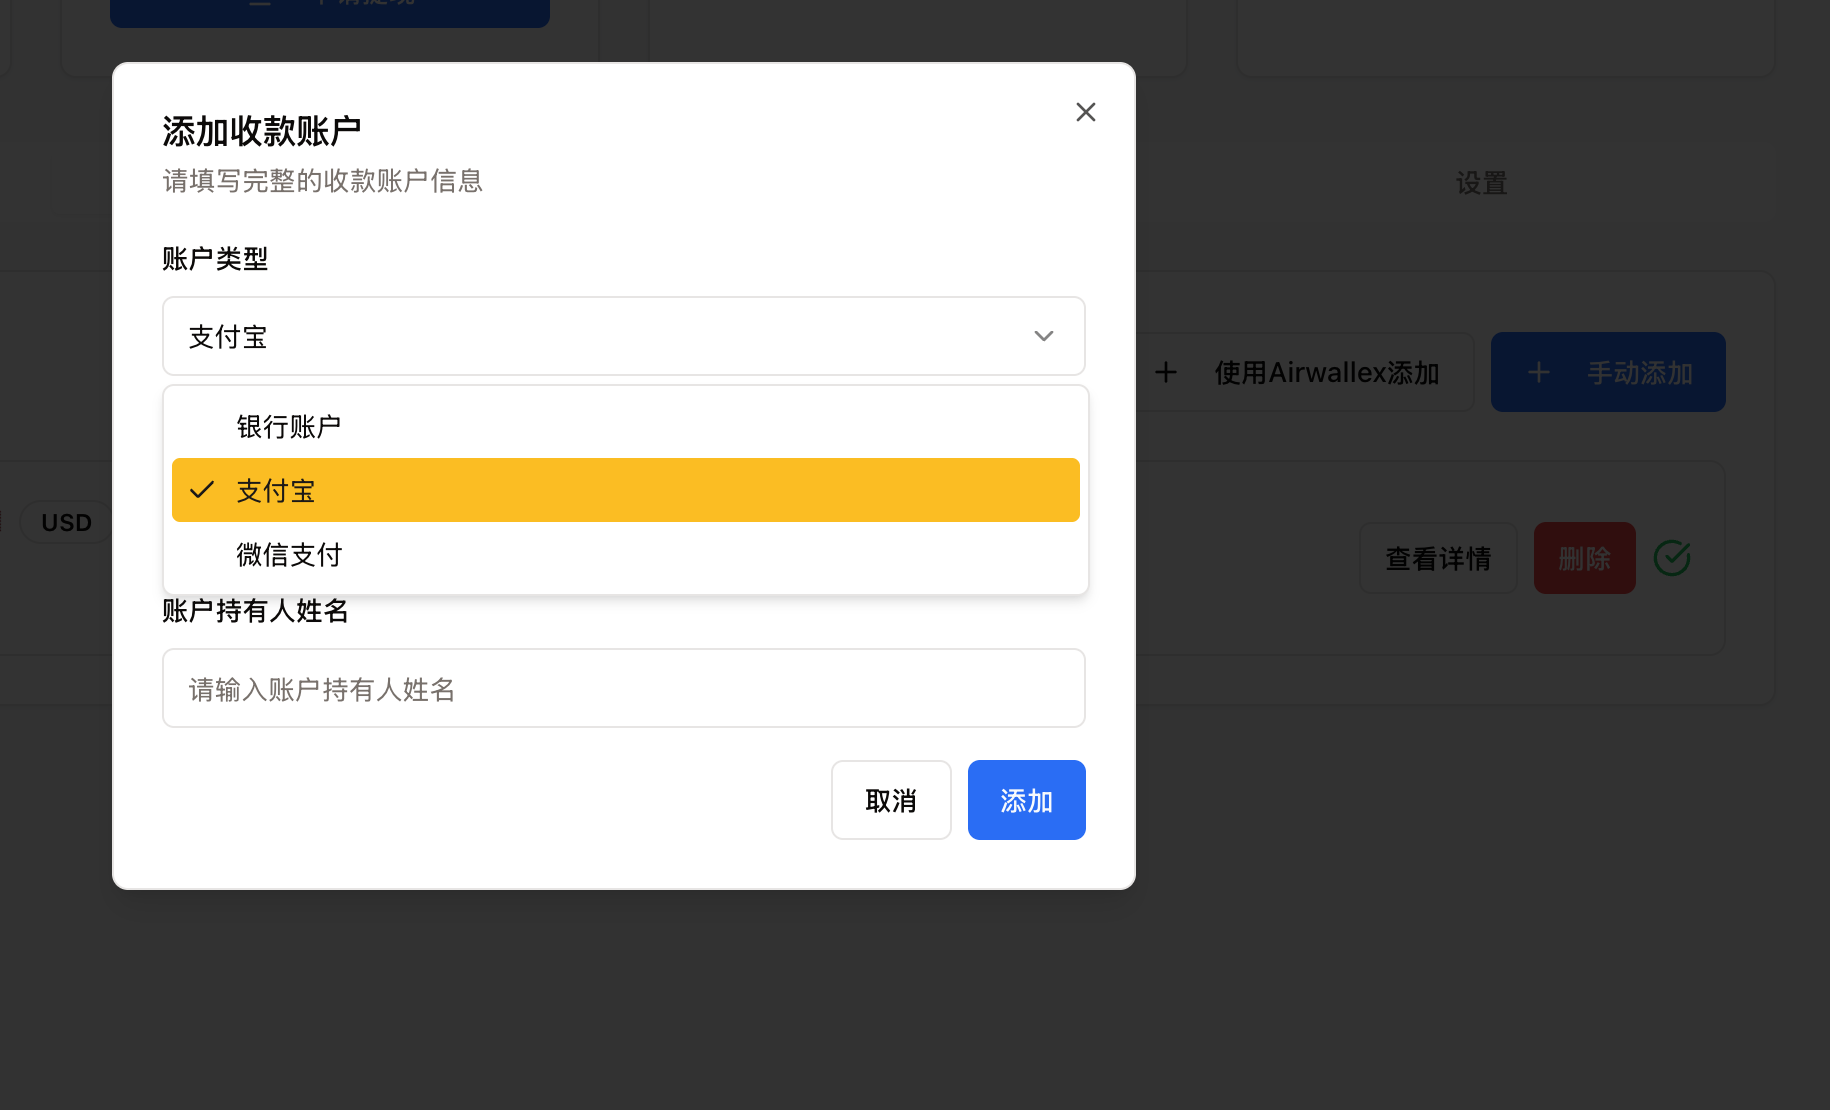 添加收款账户
请填写完整的收款账户信息
设置
账户类型
支付宝
使用Airwallex添加
手动添加
银行账户
支付宝
微信支付
USD
查看详情
删除
账户持有人姓名
请输入账户持有人姓名
取消
添加